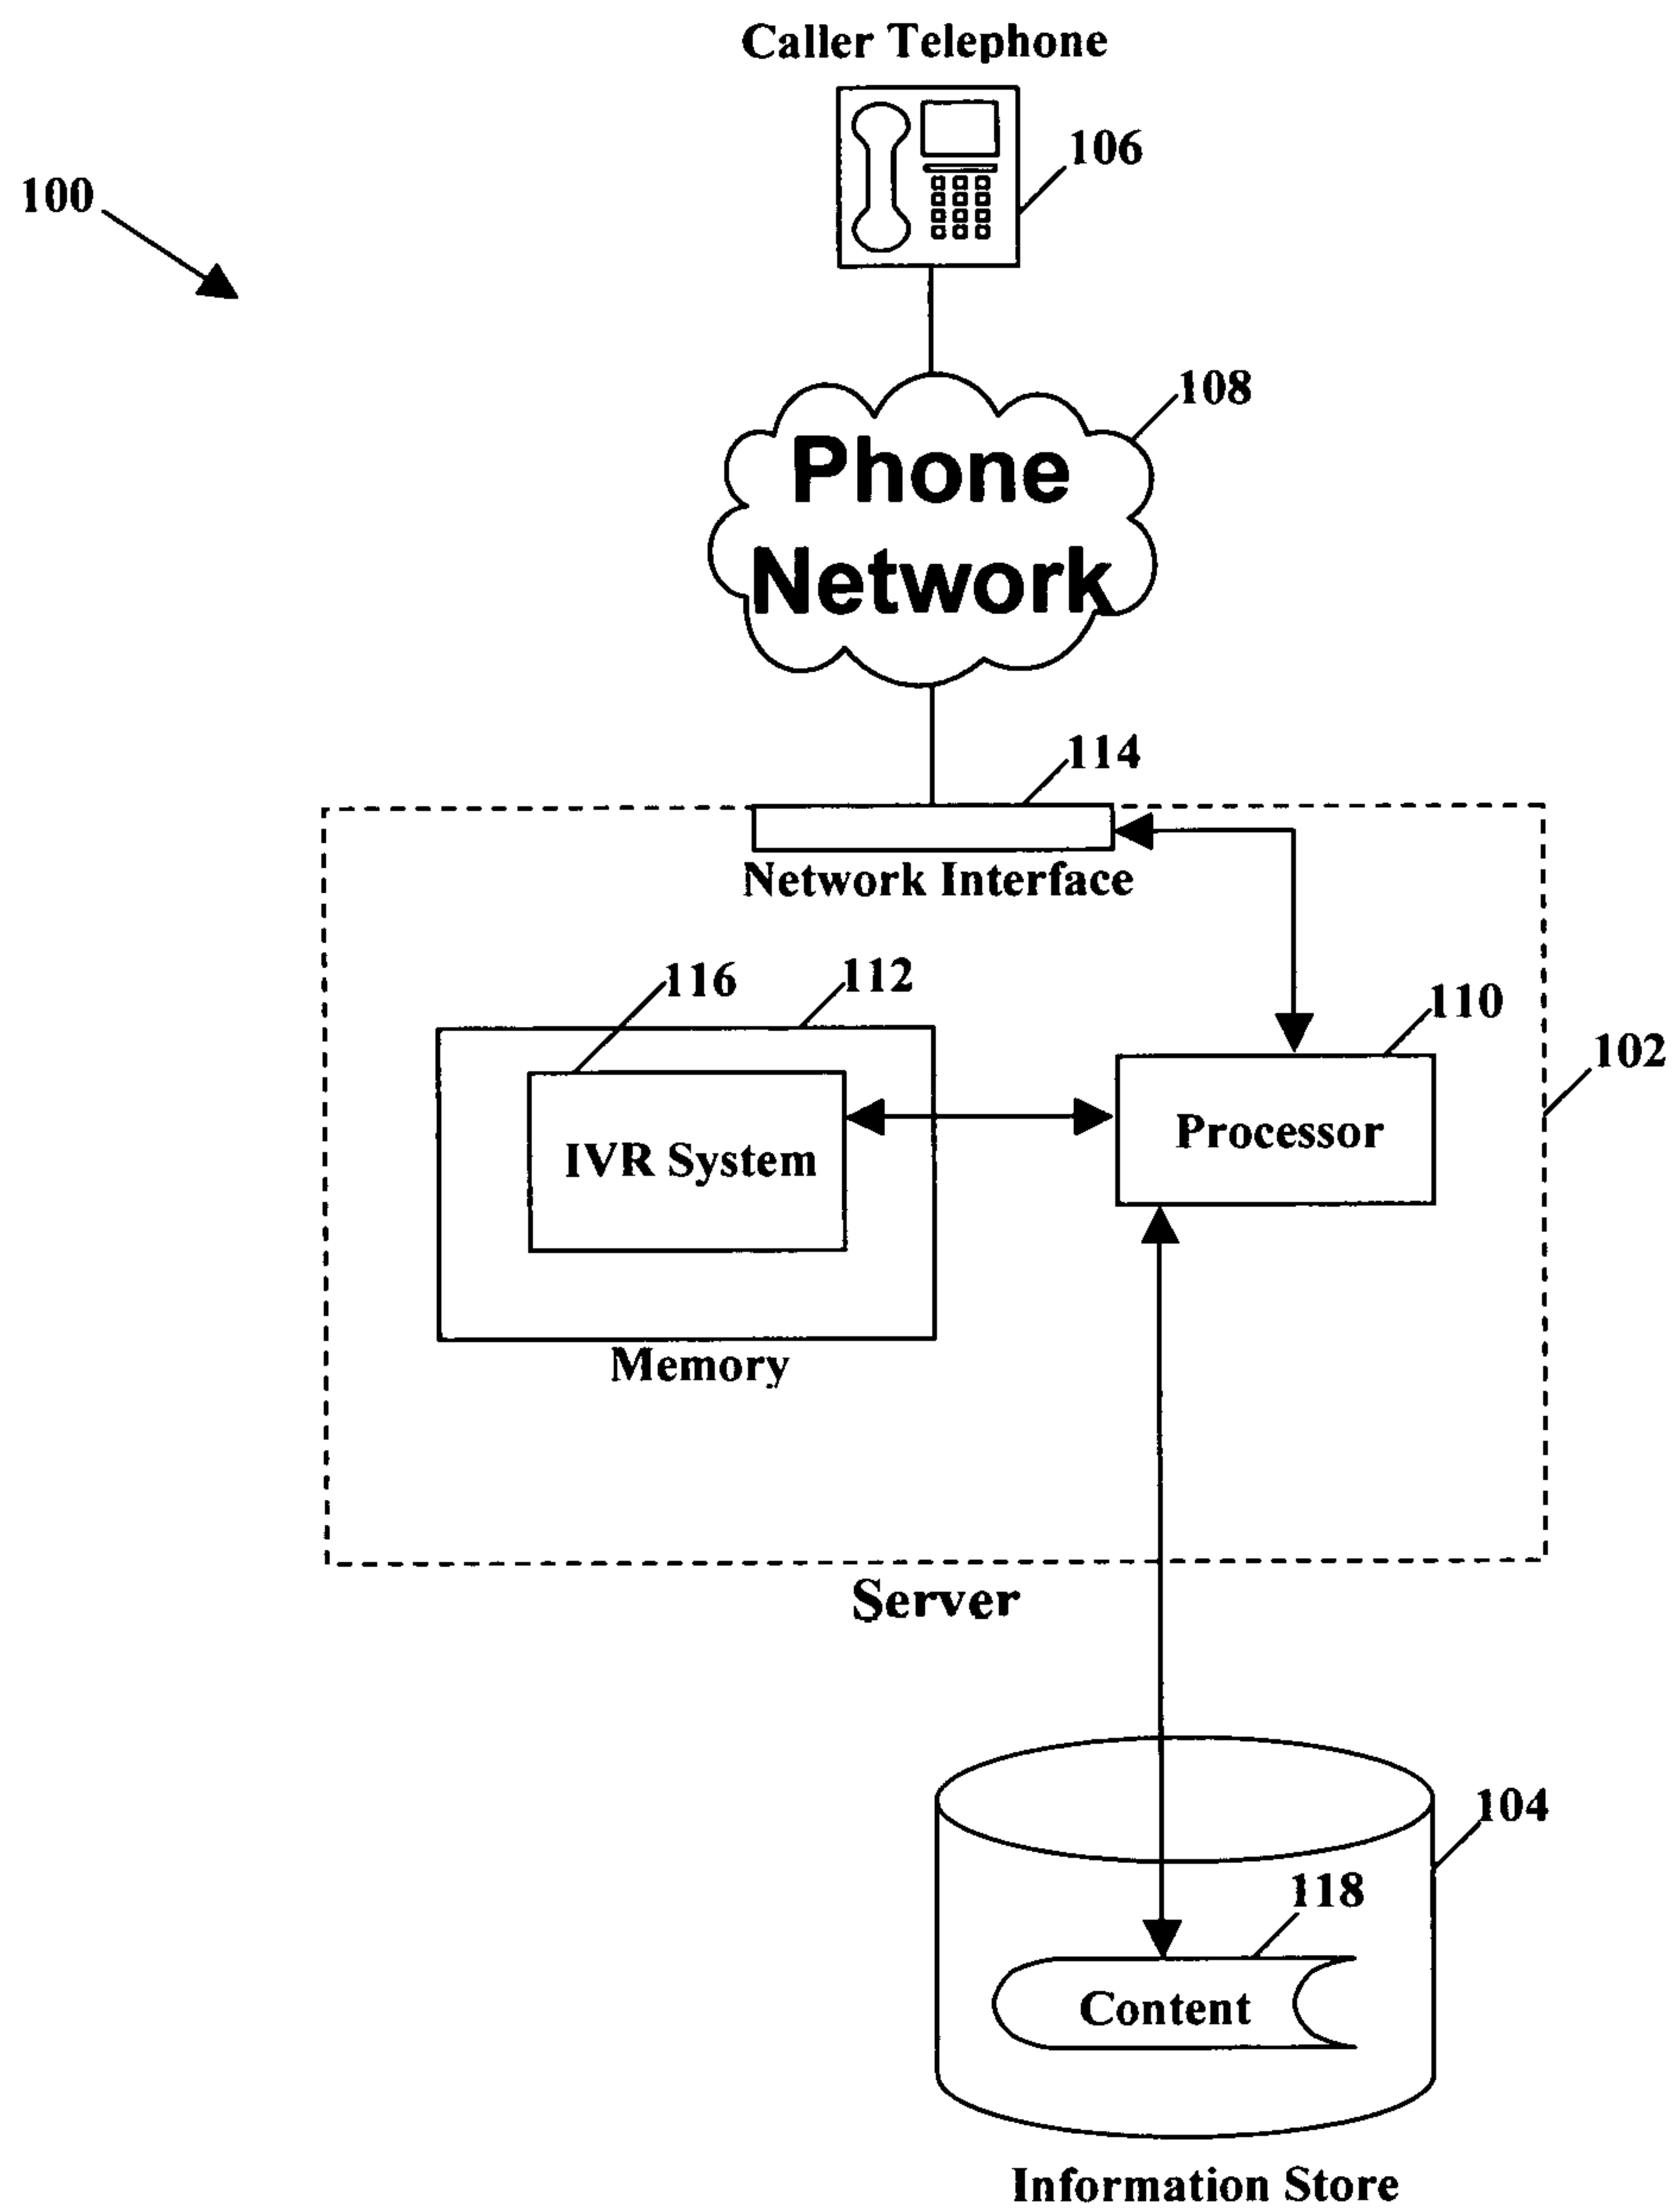 Caller Telephone
106
100
108
Phone
Network
114
Network Interface
116
112
110
102
IVR System
Processor
Memory
Server
104
118
Content
Information Store